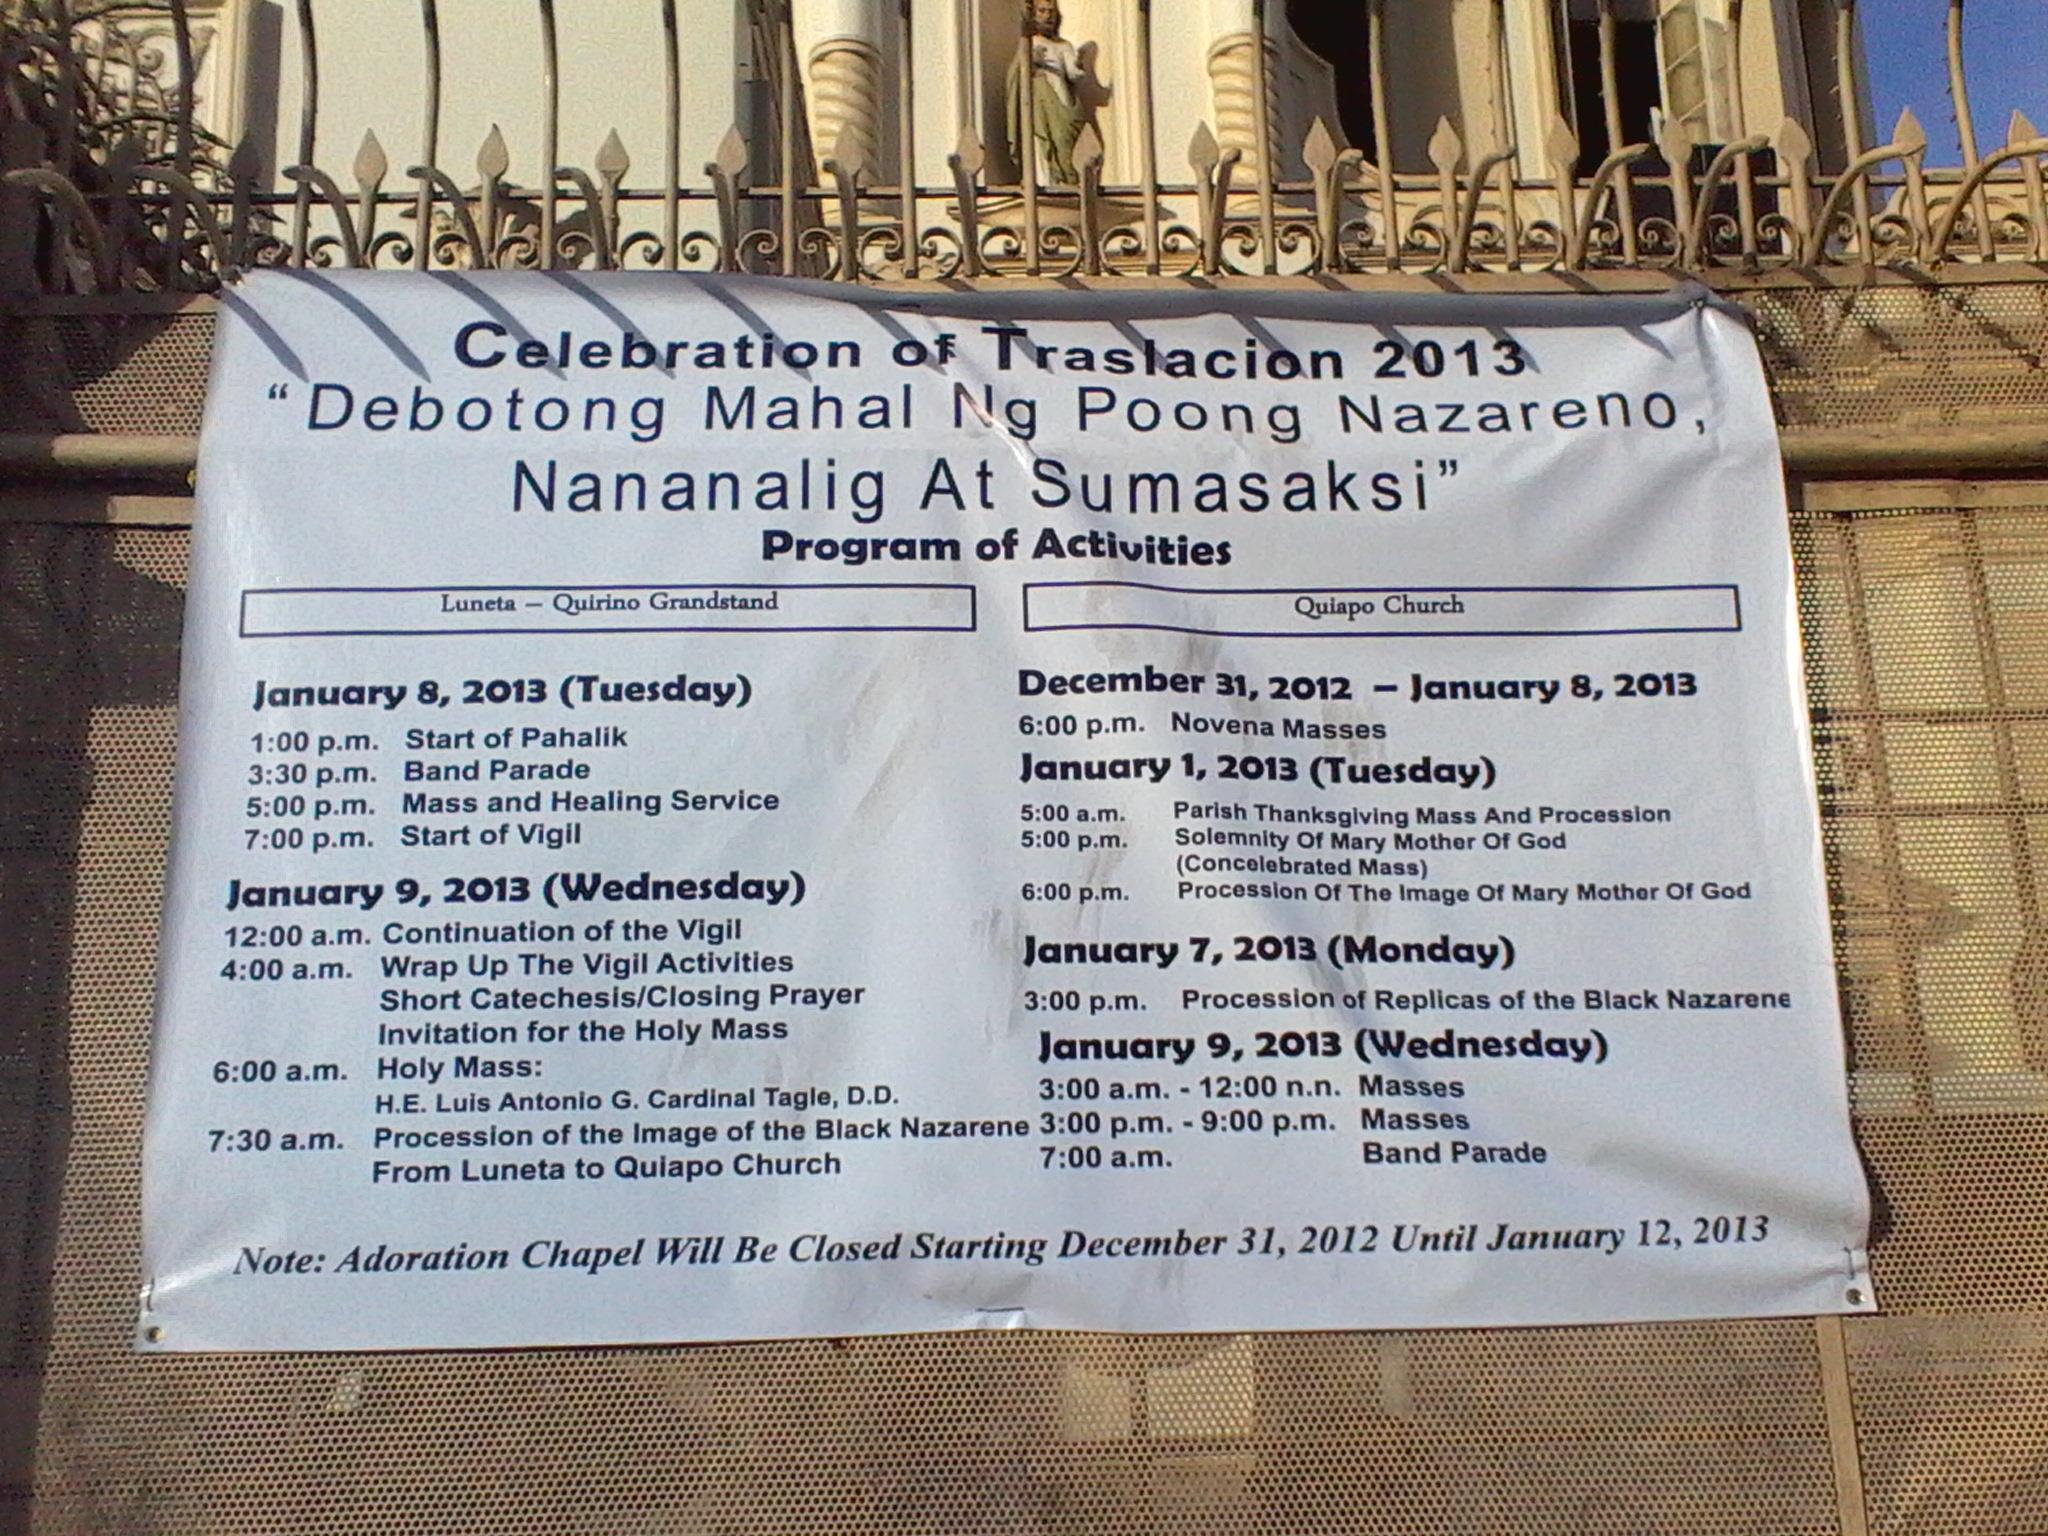 Celebration of Traslacion 2013
“Debotong Mahal Ng Poong Nazareno,
Nananalig At Sumasaksi”
Program of Activities
Luneta – Quirino Grandstand
January 8, 2013 (Tuesday)
1:00 p.m. Start of Pahalik
3:30 p.m. Band Parade
5:00 p.m. Mass and Healing Service
7:00 p.m. Start of Vigil
January 9, 2013 (Wednesday)
12:00 a.m. Continuation of the Vigil
4:00 a.m. Wrap Up The Vigil Activities
Short Catechesis/Closing Prayer
Invitation for the Holy Mass
6:00 a.m. Holy Mass:
H.E. Luis Antonio G. Cardinal Tagle, D.D.
7:30 a.m. Procession of the Image of the Black Nazarene
From Luneta to Quiapo Church
Quiapo Church
December 31, 2012 – January 8, 2013
6:00 p.m. Novena Masses
January 1, 2013 (Tuesday)
5:00 a.m. Parish Thanksgiving Mass And Procession
5:00 p.m. Solemnity Of Mary Mother Of God
(Concelebrated Mass)
6:00 p.m. Procession Of The Image Of Mary Mother Of God
January 7, 2013 (Monday)
3:00 p.m. Procession of Replicas of the Black Nazarene
January 9, 2013 (Wednesday)
3:00 a.m. - 12:00 n.n. Masses
3:00 p.m. - 9:00 p.m. Masses
7:00 a.m. Band Parade
Note: Adoration Chapel Will Be Closed Starting December 31, 2012 Until January 12, 2013